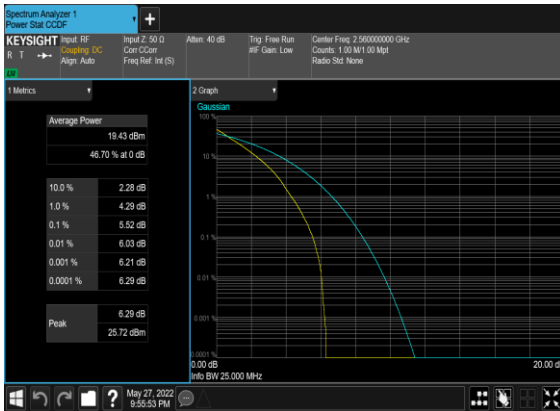 Spectrum Analyzer 1
Power Stat CCDF
+
KEYSIGHT
R T
LM
Input: RF
Coupling: DC
Align: Auto
Input Z: 50 Ω
Corr CCorr
Freq Ref: Int (S)
Atten: 40 dB
Trig: Free Run
#IF Gain: Low
Center Freq: 2.560000000 GHz
Counts: 1.00 M/1.00 Mpt
Radio Std: None
1 Metrics
Average Power
19.43 dBm
46.70 % at 0 dB
10.0 % 2.28 dB
1.0 % 4.29 dB
0.1 % 5.52 dB
0.01 % 6.03 dB
0.001 % 6.21 dB
0.0001 % 6.29 dB
Peak
6.29 dB
25.72 dBm
2 Graph
Gaussian
100 %
10 %
1 %
0.1 %
0.01 %
0.001 %
0.0001 %
0.00 dB
20.00 d
Info BW 25.000 MHz
?
May 27, 2022
9:55:53 PM